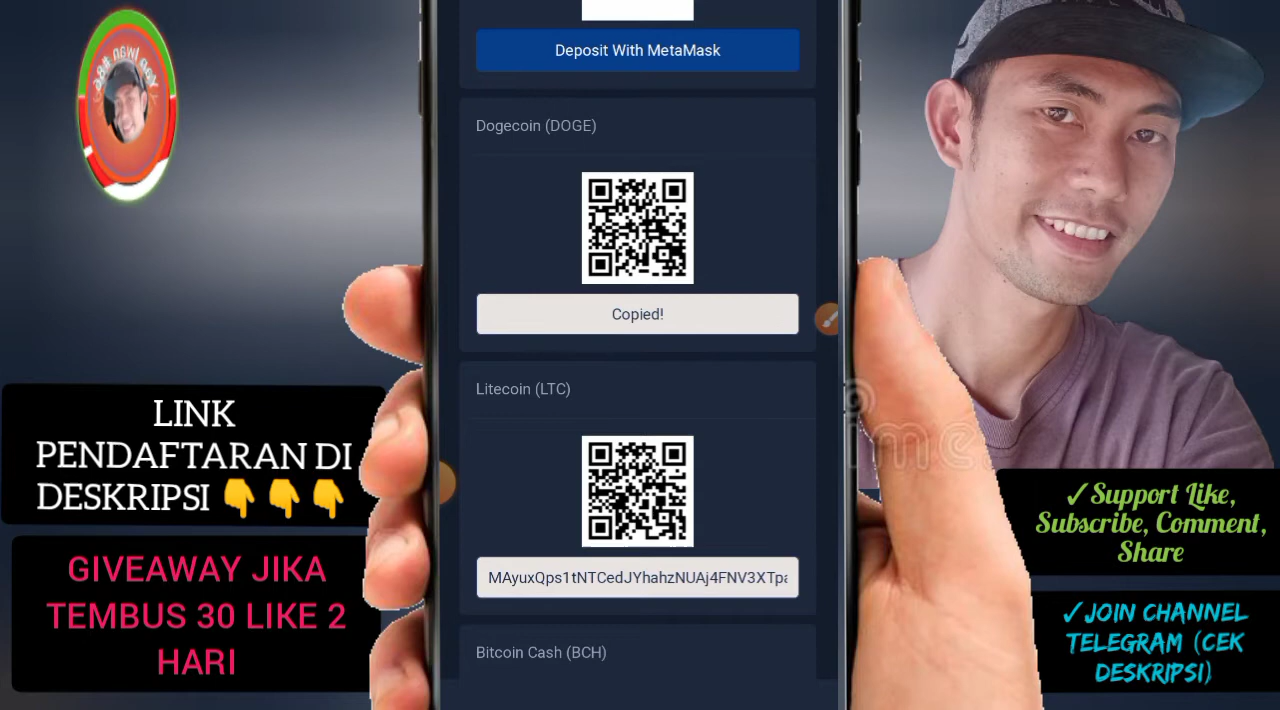 Deposit With MetaMask
Dogecoin (DOGE)
Copied!
Litecoin (LTC)
MAyuxQps1tNTCedJYhahzNUAj4FNV3XTpa
Bitcoin Cash (BCH)
LINK
PENDAFTARAN DI
DESKRIPSI 👇👇👇
GIVEAWAY JIKA
TEMBUS 30 LIKE 2
HARI
✓Support Like,
Subscribe, Comment,
Share
✓JOIN CHANNEL
TELEGRAM (CEK
DESKRIPSI)